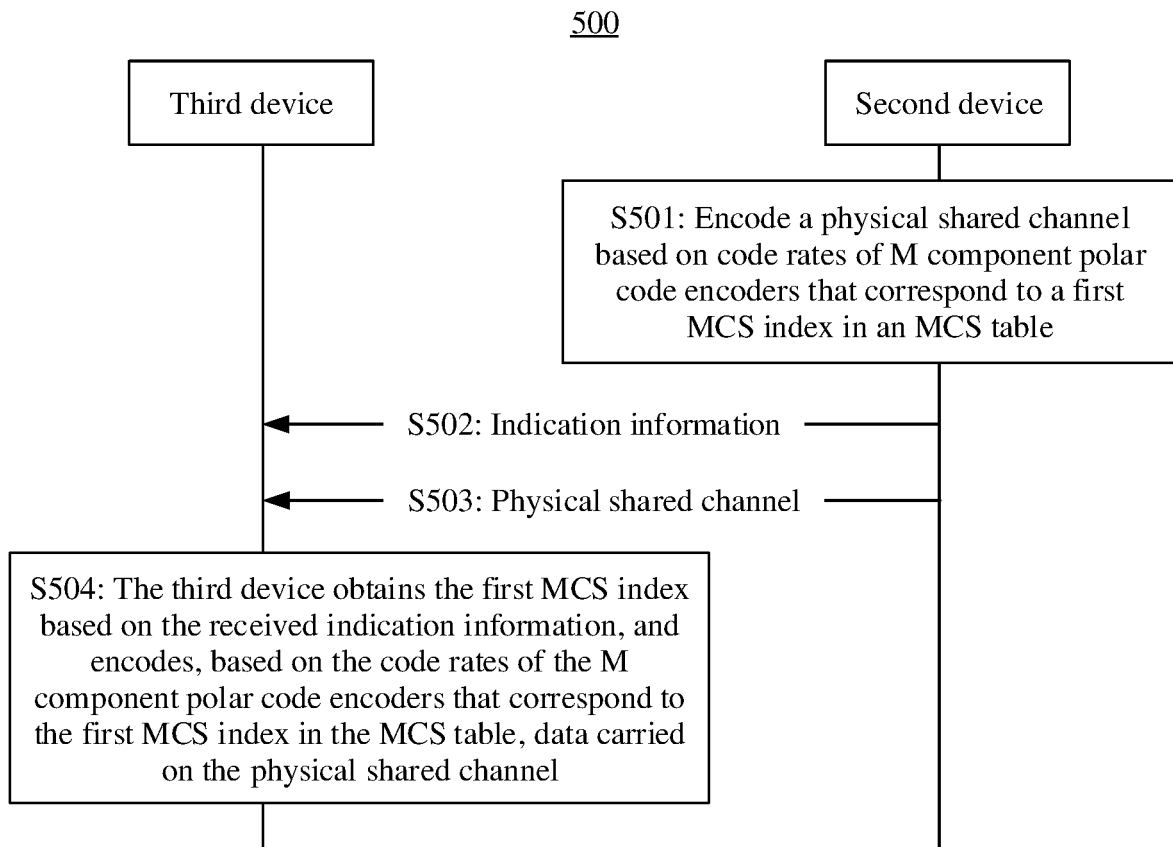 500
Third device
Second device
S501: Encode a physical shared channel
based on code rates of M component polar
code encoders that correspond to a first
MCS index in an MCS table
S502: Indication information
S503: Physical shared channel
S504: The third device obtains the first MCS index
based on the received indication information, and
encodes, based on the code rates of the M
component polar code encoders that correspond to
the first MCS index in the MCS table, data carried
on the physical shared channel